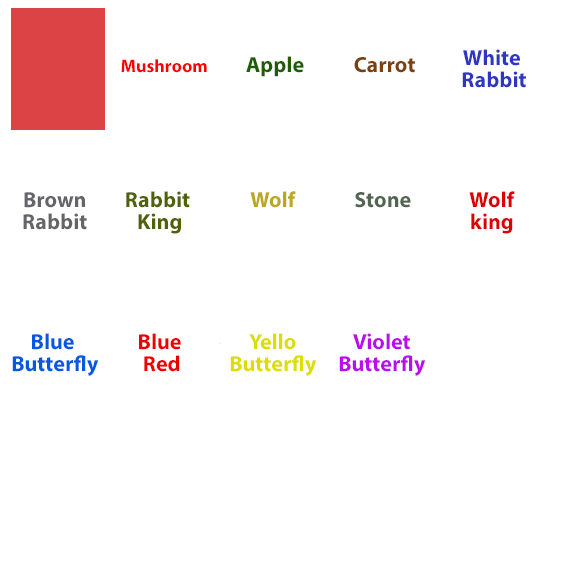 Mushroom
Apple
Carrot
White
Rabbit
Brown
Rabbit
Rabbit
King
Wolf
Stone
Wolf
king
Blue
Butterfly
Blue
Red
Yello
Butterfly
Violet
Butterfly